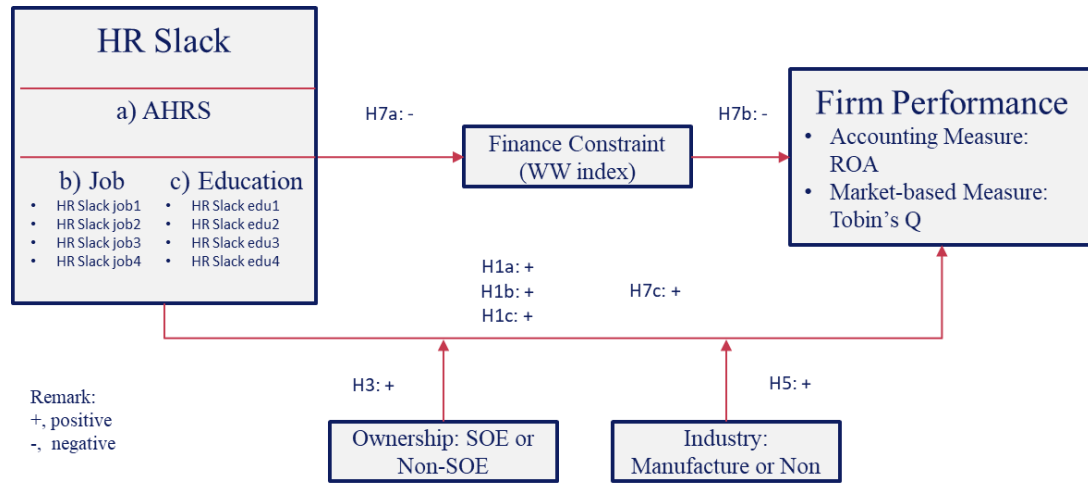 HR Slack
a) AHRS
b) Job
• HR Slack job1
• HR Slack job2
• HR Slack job3
• HR Slack job4
c) Education
• HR Slack edu1
• HR Slack edu2
• HR Slack edu3
• HR Slack edu4
H7a: -
Finance Constraint
(WW index)
H7b: -
Firm Performance
• Accounting Measure:
ROA
• Market-based Measure:
Tobin’s Q
H1a: +
H1b: +
H1c: +
H7c: +
H3: +
H5: +
Remark:
+, positive
-, negative
Ownership: SOE or
Non-SOE
Industry:
Manufacture or Non